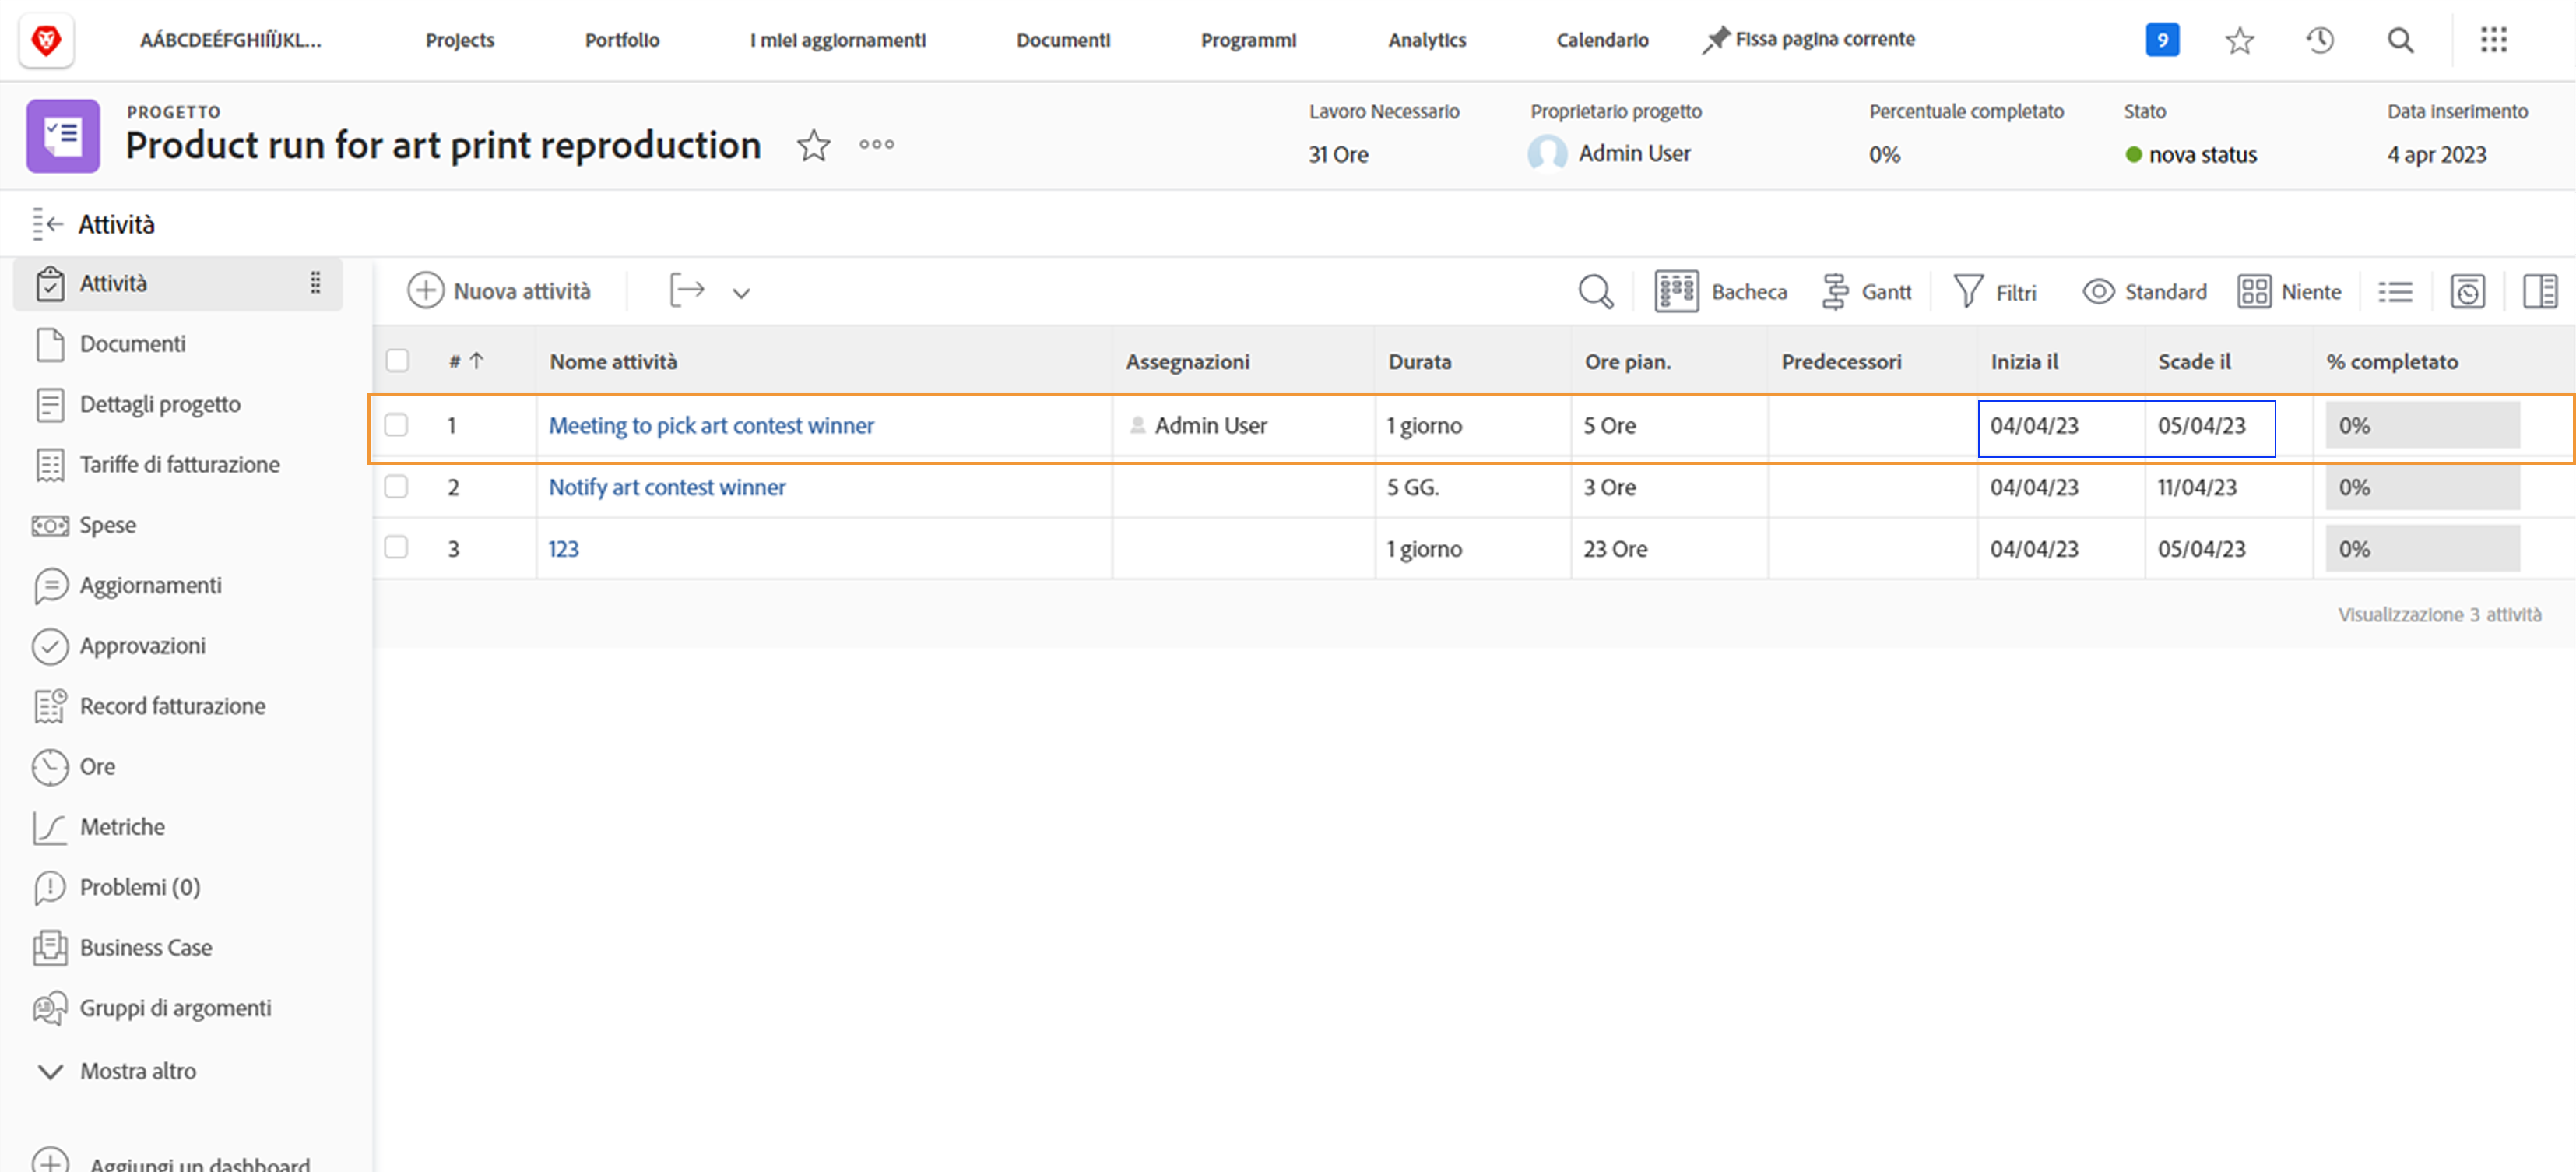 AÁBCDEÉFGHIÍÏJKL... Projects Portfolio I miei aggiornamenti Documenti Programmi Analytics Calendario Fissa pagina corrente 9
PROGETTO
Product run for art print reproduction
Lavoro Necessario Proprietario progetto Percentuale completato Stato Data inserimento
31 Ore Admin User 0% nova status 4 apr 2023
Attività
Attività
Documenti
Dettagli progetto
Tariffe di fatturazione
Spese
Aggiornamenti
Approvazioni
Record fatturazione
Ore
Metriche
Problemi (0)
Business Case
Gruppi di argomenti
Mostra altro
Aggiungi un dashboard
Nuova attività Bacheca Gantt Filtri Standard Niente
# Nome attività Assegnazioni Durata Ore pian. Predecessori Inizia il Scade il % completato
1 Meeting to pick art contest winner Admin User 1 giorno 5 Ore 04/04/23 05/04/23 0%
2 Notify art contest winner 5 GG. 3 Ore 04/04/23 11/04/23 0%
3 123 1 giorno 23 Ore 04/04/23 05/04/23 0%
Visualizzazione 3 attività